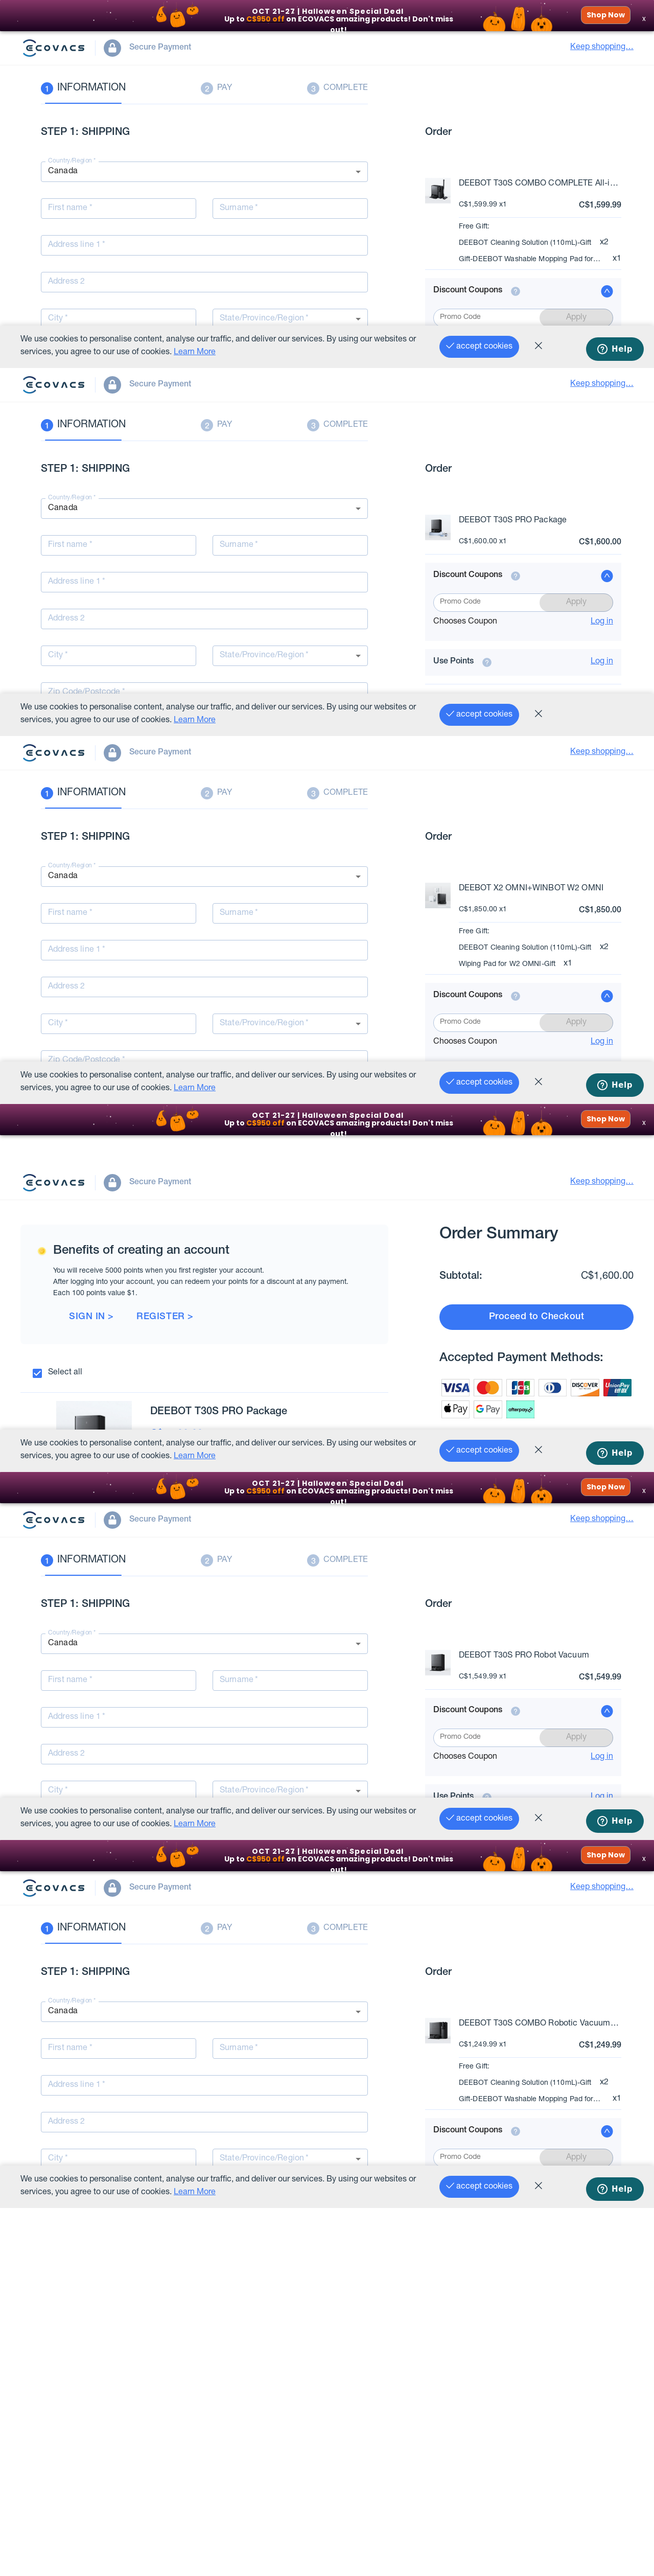 OCT 21-27 | Halloween Special Deal!
Up to C$950 off on ECOVACS amazing products! Don't miss out!
Shop Now
x
ECOVACS
Secure Payment
Keep shopping...
1 INFORMATION
2 PAY
3 COMPLETE
STEP 1: SHIPPING
Country/Region *
Canada
First name *
Surname *
Address line 1 *
Address 2
City *
State/Province/Region *
Order
DEEBOT T30S COMBO COMPLETE All-i...
C$1,599.99 x1
C$1,599.99
Free Gift:
DEEBOT Cleaning Solution (110mL)-Gift x2
Gift-DEEBOT Washable Mopping Pad for... x1
Discount Coupons ?
Promo Code
Apply
We use cookies to personalise content, analyse our traffic, and deliver our services. By using our websites or
services, you agree to our use of cookies. Learn More
accept cookies
Help
ECOVACS
Secure Payment
Keep shopping...
1 INFORMATION
2 PAY
3 COMPLETE
STEP 1: SHIPPING
Country/Region *
Canada
First name *
Surname *
Address line 1 *
Address 2
City *
State/Province/Region *
Zip Code/Postcode *
Order
DEEBOT T30S PRO Package
C$1,600.00 x1
C$1,600.00
Discount Coupons ?
Promo Code
Apply
Chooses Coupon
Log in
Use Points ?
Log in
We use cookies to personalise content, analyse our traffic, and deliver our services. By using our websites or
services, you agree to our use of cookies. Learn More
accept cookies
ECOVACS
Secure Payment
Keep shopping...
1 INFORMATION
2 PAY
3 COMPLETE
STEP 1: SHIPPING
Country/Region *
Canada
First name *
Surname *
Address line 1 *
Address 2
City *
State/Province/Region *
Zip Code/Postcode *
Order
DEEBOT X2 OMNI+WINBOT W2 OMNI
C$1,850.00 x1
C$1,850.00
Free Gift:
DEEBOT Cleaning Solution (110mL)-Gift x2
Wiping Pad for W2 OMNI-Gift x1
Discount Coupons ?
Promo Code
Apply
Chooses Coupon
Log in
We use cookies to personalise content, analyse our traffic, and deliver our services. By using our websites or
services, you agree to our use of cookies. Learn More
accept cookies
Help
OCT 21-27 | Halloween Special Deal!
Up to C$950 off on ECOVACS amazing products! Don't miss out!
Shop Now
x
ECOVACS
Secure Payment
Keep shopping...
Benefits of creating an account
You will receive 5000 points when you first register your account.
After logging into your account, you can redeem your points for a discount at any payment.
Each 100 points value $1.
SIGN IN >
REGISTER >
Select all
DEEBOT T30S PRO Package
Order Summary
Subtotal:
C$1,600.00
Proceed to Checkout
Accepted Payment Methods:
VISA
MasterCard
JCB
DISCOVER
UnionPay
银联
Pay
G Pay
afterpay
We use cookies to personalise content, analyse our traffic, and deliver our services. By using our websites or
services, you agree to our use of cookies. Learn More
accept cookies
Help
OCT 21-27 | Halloween Special Deal!
Up to C$950 off on ECOVACS amazing products! Don't miss out!
Shop Now
x
ECOVACS
Secure Payment
Keep shopping...
1 INFORMATION
2 PAY
3 COMPLETE
STEP 1: SHIPPING
Country/Region *
Canada
First name *
Surname *
Address line 1 *
Address 2
City *
State/Province/Region *
Order
DEEBOT T30S PRO Robot Vacuum
C$1,549.99 x1
C$1,549.99
Discount Coupons ?
Promo Code
Apply
Chooses Coupon
Log in
Use Points ?
Log in
We use cookies to personalise content, analyse our traffic, and deliver our services. By using our websites or
services, you agree to our use of cookies. Learn More
accept cookies
Help
OCT 21-27 | Halloween Special Deal!
Up to C$950 off on ECOVACS amazing products! Don't miss out!
Shop Now
x
ECOVACS
Secure Payment
Keep shopping...
1 INFORMATION
2 PAY
3 COMPLETE
STEP 1: SHIPPING
Country/Region *
Canada
First name *
Surname *
Address line 1 *
Address 2
City *
State/Province/Region *
Order
DEEBOT T30S COMBO Robotic Vacuum...
C$1,249.99 x1
C$1,249.99
Free Gift:
DEEBOT Cleaning Solution (110mL)-Gift x2
Gift-DEEBOT Washable Mopping Pad for... x1
Discount Coupons ?
Promo Code
Apply
We use cookies to personalise content, analyse our traffic, and deliver our services. By using our websites or
services, you agree to our use of cookies. Learn More
accept cookies
Help